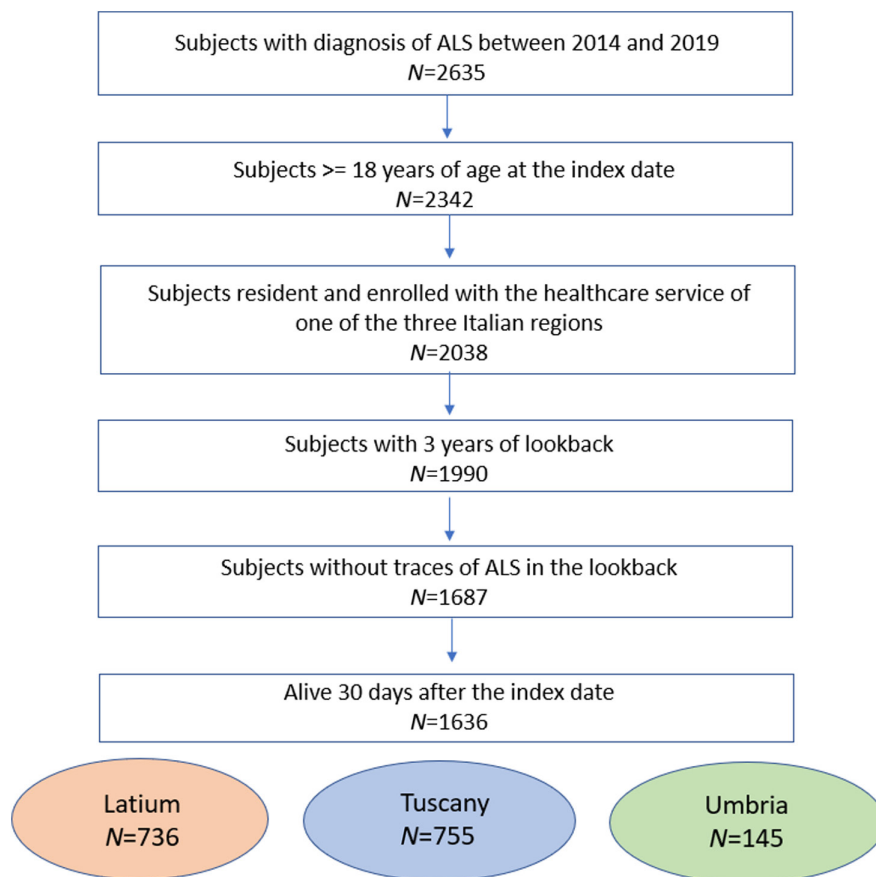 Subjects with diagnosis of ALS between 2014 and 2019
N=2635
Subjects >= 18 years of age at the index date
N=2342
Subjects resident and enrolled with the healthcare service of
one of the three Italian regions
N=2038
Subjects with 3 years of lookback
N=1990
Subjects without traces of ALS in the lookback
N=1687
Alive 30 days after the index date
N=1636
Latium
N=736
Tuscany
N=755
Umbria
N=145